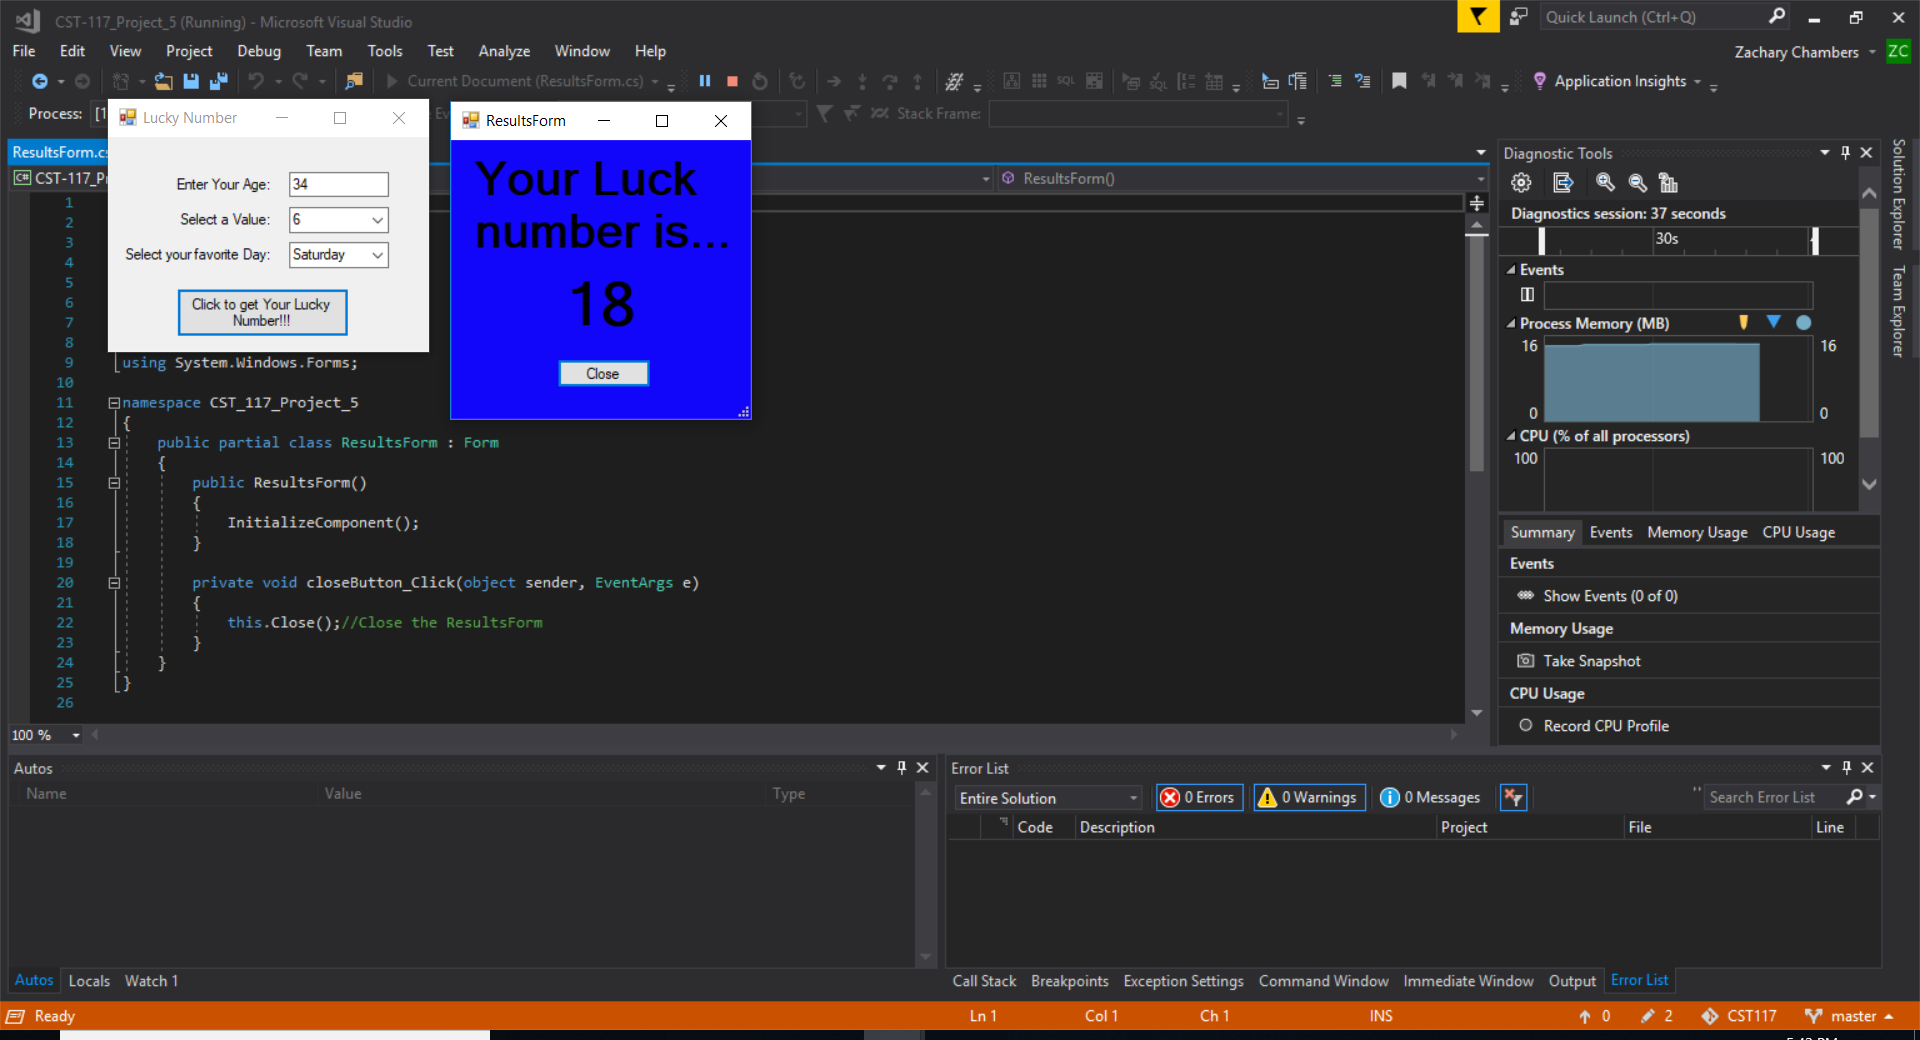 CST-117_Project_5 (Running) - Microsoft Visual Studio
Quick Launch (Ctrl+Q)
File Edit View Project Debug Team Tools Test Analyze Window Help
Zachary Chambers ZC
Current Document (ResultsForm.cs)
SQL
Application Insights
Process: [1
Stack Frame:
Lucky Number
Enter Your Age: 34
Select a Value: 6
Select your favorite Day: Saturday
Click to get Your Lucky
Number!!!
ResultsForm
Your Luck
number is...
18
Close
ResultsForm.cs
C# CST-117_P
ResultsForm()
1
2
3
4
5
6
7
8
9 using System.Windows.Forms;
10
11 namespace CST_117_Project_5
12 {
13 public partial class ResultsForm : Form
14 {
15 public ResultsForm()
16 {
17 InitializeComponent();
18 }
19
20 private void closeButton_Click(object sender, EventArgs e)
21 {
22 this.Close();//Close the ResultsForm
23 }
24 }
25 }
26
100 %
Diagnostic Tools
Diagnostics session: 37 seconds
30s
Events
Process Memory (MB)
16 16
0 0
CPU (% of all processors)
100 100
Summary Events Memory Usage CPU Usage
Events
Show Events (0 of 0)
Memory Usage
Take Snapshot
CPU Usage
Record CPU Profile
Solution Explorer
Team Explorer
Autos
Name Value Type
Autos Locals Watch 1
Error List
Entire Solution 0 Errors 0 Warnings 0 Messages Search Error List
Code Description Project File Line
Call Stack Breakpoints Exception Settings Command Window Immediate Window Output Error List
Ready Ln 1 Col 1 Ch 1 INS 0 2 CST117 master